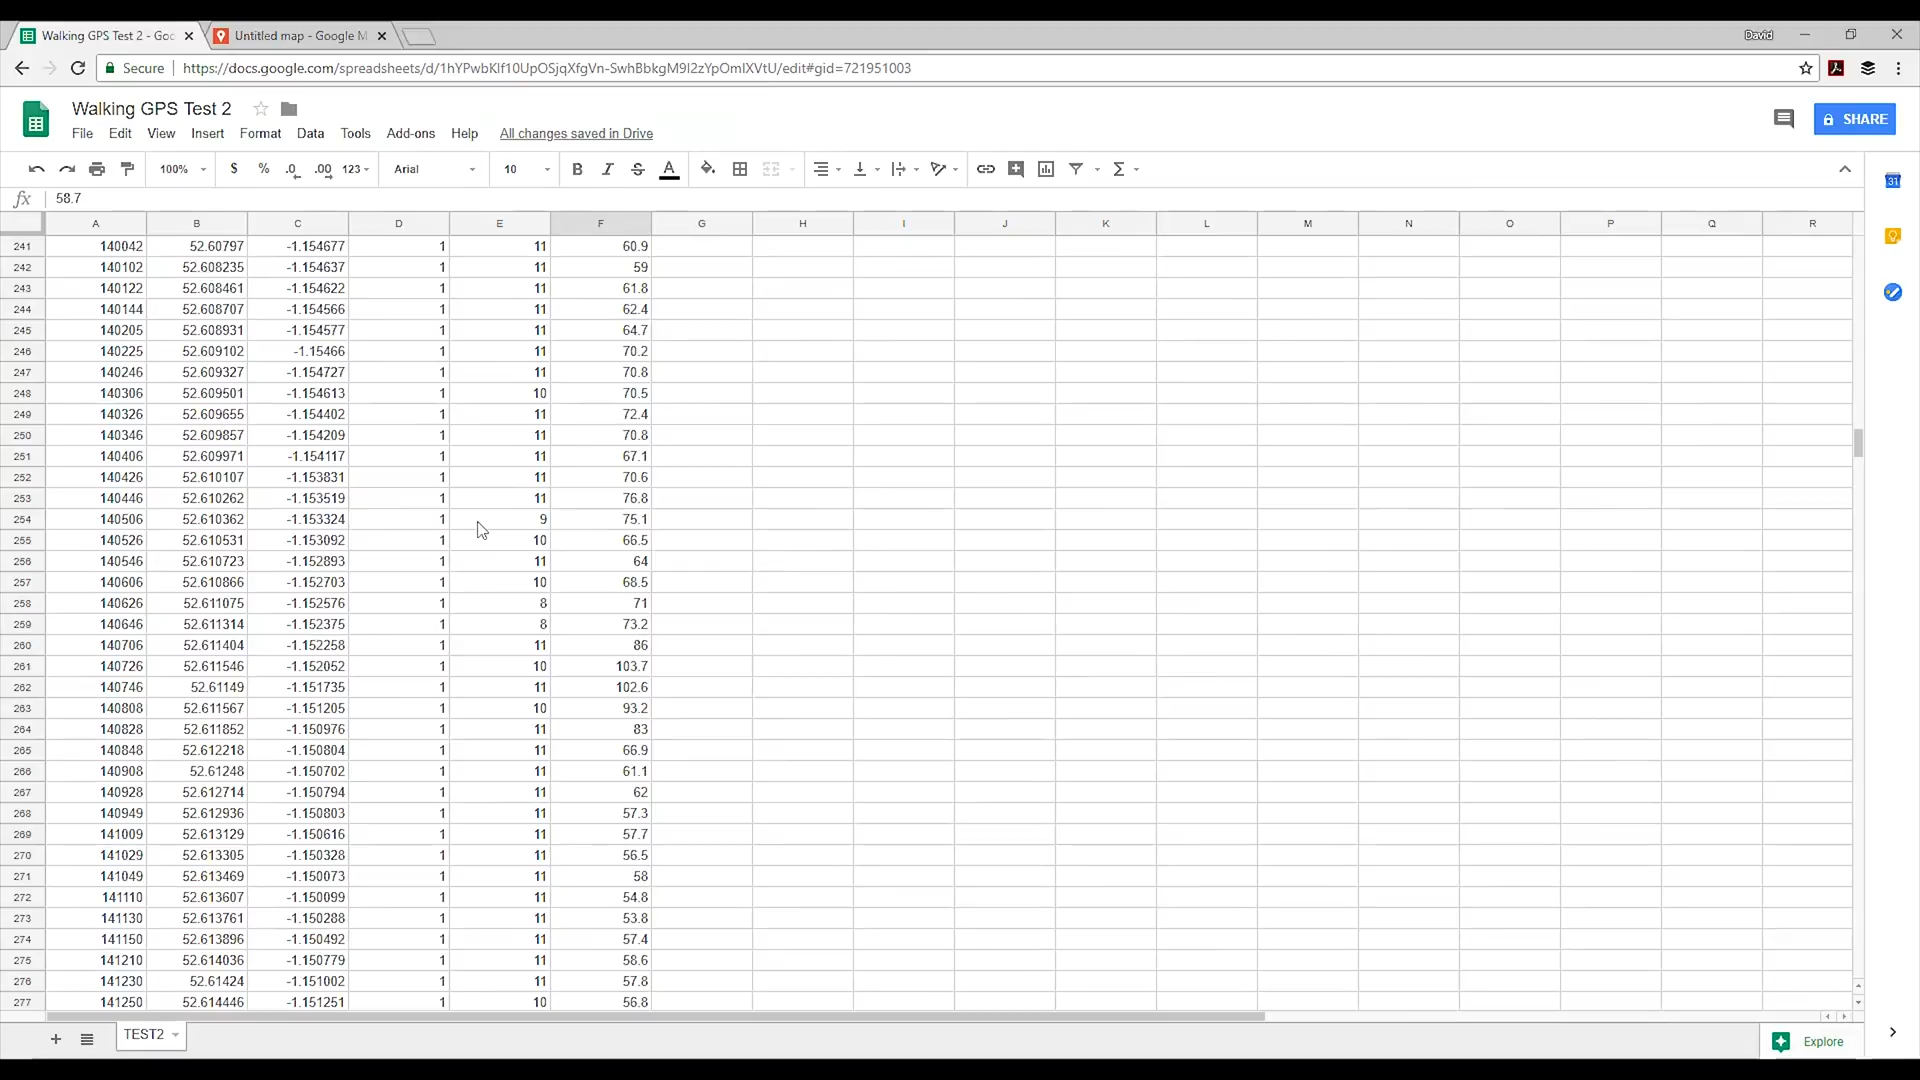 Walking GPS Test 2 - Goo
Untitled map - Google M
David
Secure
https://docs.google.com/spreadsheets/d/1hYPwbKlf10UpOSjqXfgVn-SwhBbkgM9I2zYpOmIXVtU/edit#gid=721951003
Walking GPS Test 2
File Edit View Insert Format Data Tools Add-ons Help All changes saved in Drive
SHARE
100% $ % .0 .00 123 Arial 10 B I S A Σ
31
fx 58.7
A B C D E F G H I J K L M N O P Q R
241 140042 52.60797 -1.154677 1 11 60.9
242 140102 52.608235 -1.154637 1 11 59
243 140122 52.608461 -1.154622 1 11 61.8
244 140144 52.608707 -1.154566 1 11 62.4
245 140205 52.608931 -1.154577 1 11 64.7
246 140225 52.609102 -1.15466 1 11 70.2
247 140246 52.609327 -1.154727 1 11 70.8
248 140306 52.609501 -1.154613 1 10 70.5
249 140326 52.609655 -1.154402 1 11 72.4
250 140346 52.609857 -1.154209 1 11 70.8
251 140406 52.609971 -1.154117 1 11 67.1
252 140426 52.610107 -1.153831 1 11 70.6
253 140446 52.610262 -1.153519 1 11 76.8
254 140506 52.610362 -1.153324 1 9 75.1
255 140526 52.610531 -1.153092 1 10 66.5
256 140546 52.610723 -1.152893 1 11 64
257 140606 52.610866 -1.152703 1 10 68.5
258 140626 52.611075 -1.152576 1 8 71
259 140646 52.611314 -1.152375 1 8 73.2
260 140706 52.611404 -1.152258 1 11 86
261 140726 52.611546 -1.152052 1 10 103.7
262 140746 52.61149 -1.151735 1 11 102.6
263 140808 52.611567 -1.151205 1 10 93.2
264 140828 52.611852 -1.150976 1 11 83
265 140848 52.612218 -1.150804 1 11 66.9
266 140908 52.61248 -1.150702 1 11 61.1
267 140928 52.612714 -1.150794 1 11 62
268 140949 52.612936 -1.150803 1 11 57.3
269 141009 52.613129 -1.150616 1 11 57.7
270 141029 52.613305 -1.150328 1 11 56.5
271 141049 52.613469 -1.150073 1 11 58
272 141110 52.613607 -1.150099 1 11 54.8
273 141130 52.613761 -1.150288 1 11 53.8
274 141150 52.613896 -1.150492 1 11 57.4
275 141210 52.614036 -1.150779 1 11 58.6
276 141230 52.61424 -1.151002 1 11 57.8
277 141250 52.614446 -1.151251 1 10 56.8
TEST2
Explore